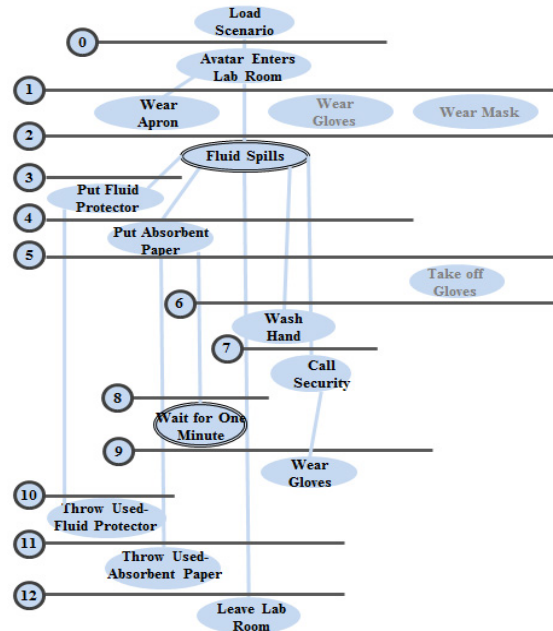 Load
Scenario
0
Avatar Enters
Lab Room
1
Wear
Apron
Wear
Gloves
Wear Mask
2
Fluid Spills
3
Put Fluid
Protector
4
Put Absorbent
Paper
5
Take off
Gloves
6
Wash
Hand
7
Call
Security
8
Wait for One
Minute
9
Wear
Gloves
10
Throw Used-
Fluid Protector
11
Throw Used-
Absorbent Paper
12
Leave Lab
Room